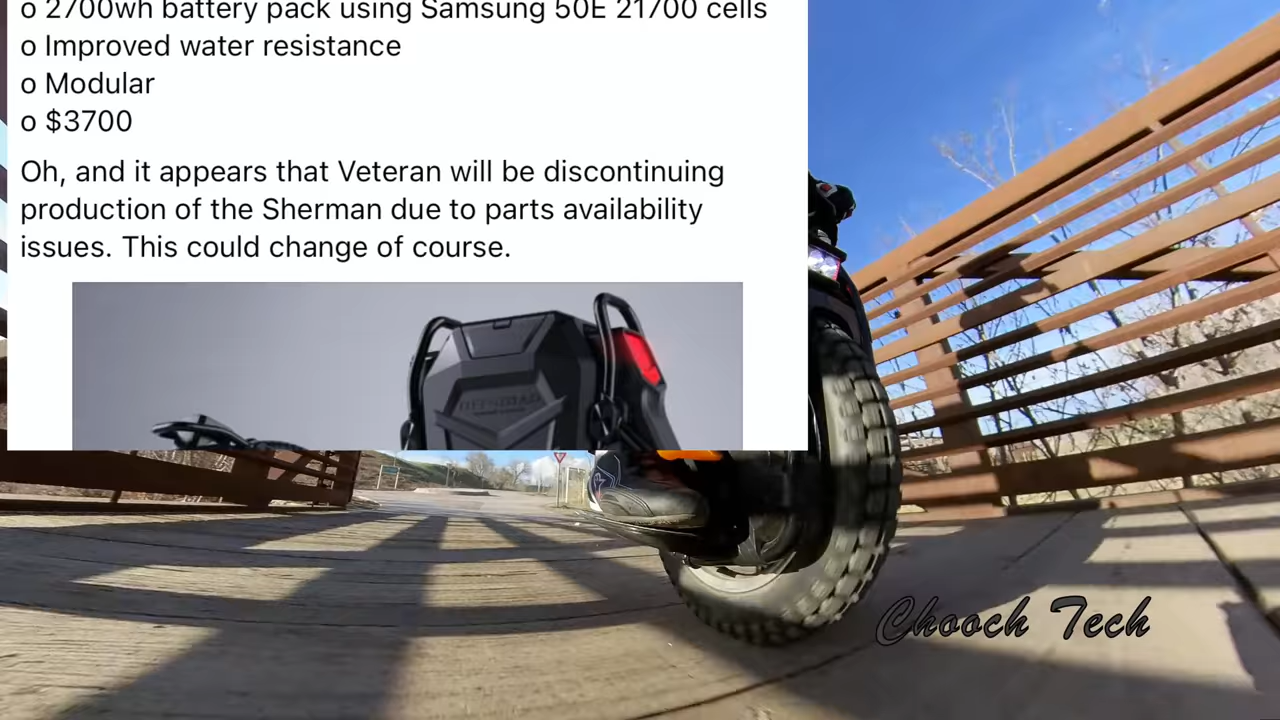 o 2700wh battery pack using Samsung 50E 21700 cells
o Improved water resistance
o Modular
o $3700
Oh, and it appears that Veteran will be discontinuing
production of the Sherman due to parts availability
issues. This could change of course.
Chooch Tech